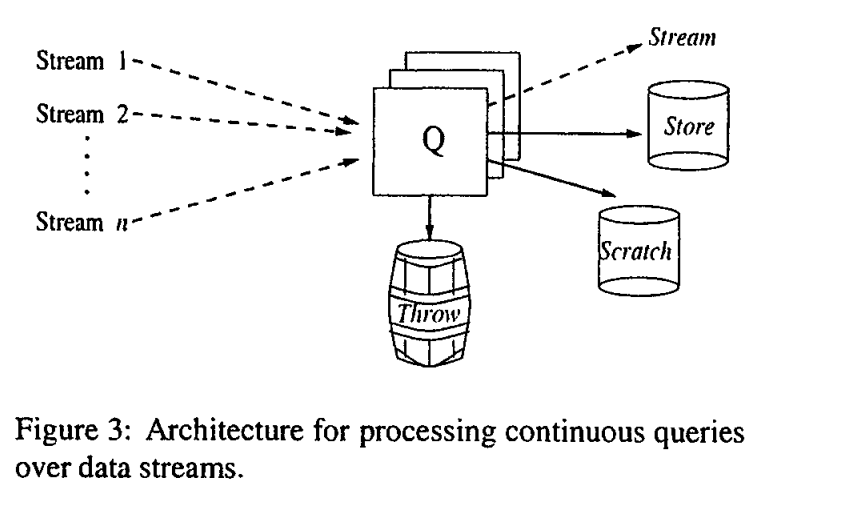 Stream 1
Stream
Stream 2
Q
Store
Stream n
Scratch
Throw
Figure 3: Architecture for processing continuous queries
over data streams.